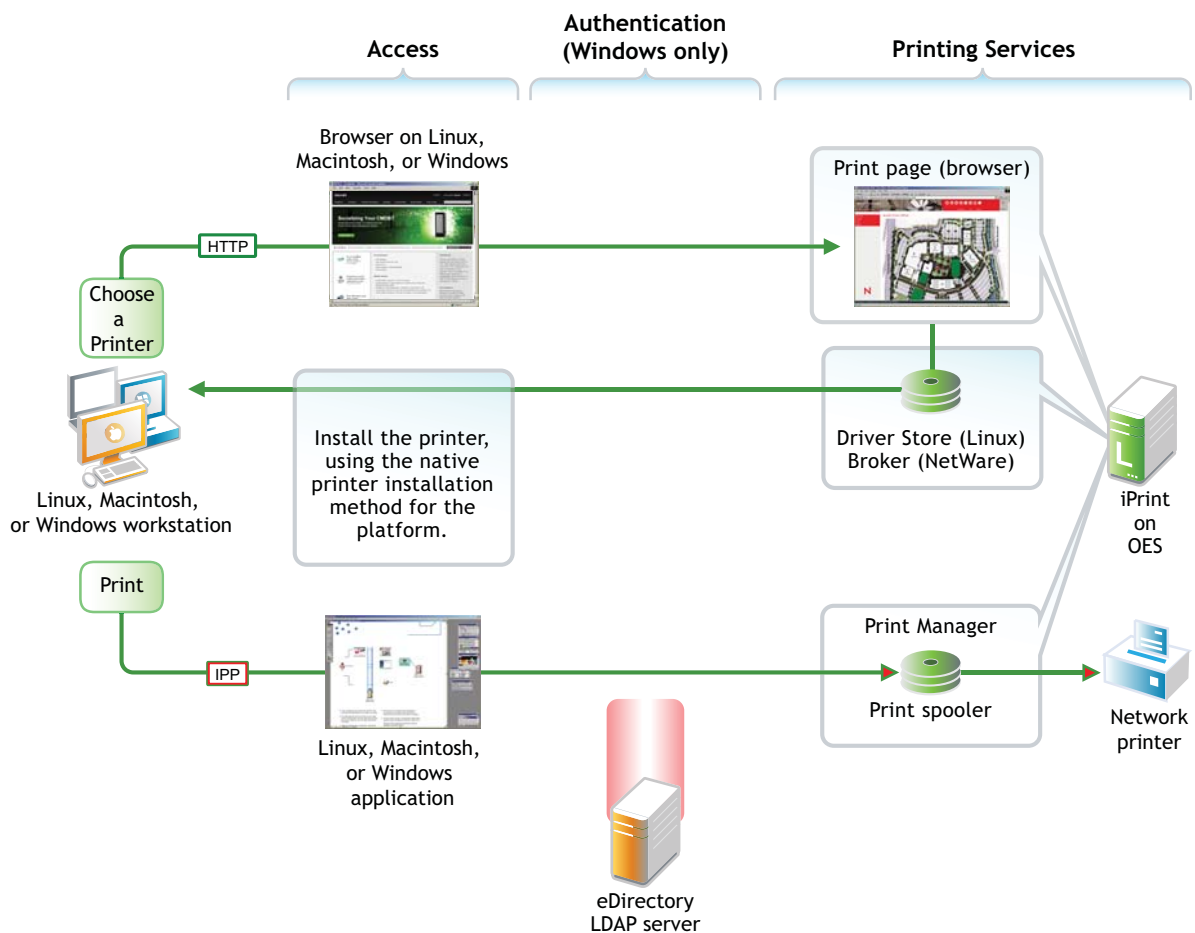 Access
Authentication
(Windows only)
Printing Services
Browser on Linux,
Macintosh, or Windows
Print page (browser)
HTTP
Choose
a
Printer
Install the printer,
using the native
printer installation
method for the
platform.
Driver Store (Linux)
Broker (NetWare)
L
iPrint
on
OES
Linux, Macintosh,
or Windows workstation
Print
IPP
Linux, Macintosh,
or Windows
application
Print Manager
Print spooler
Network
printer
eDirectory
LDAP server